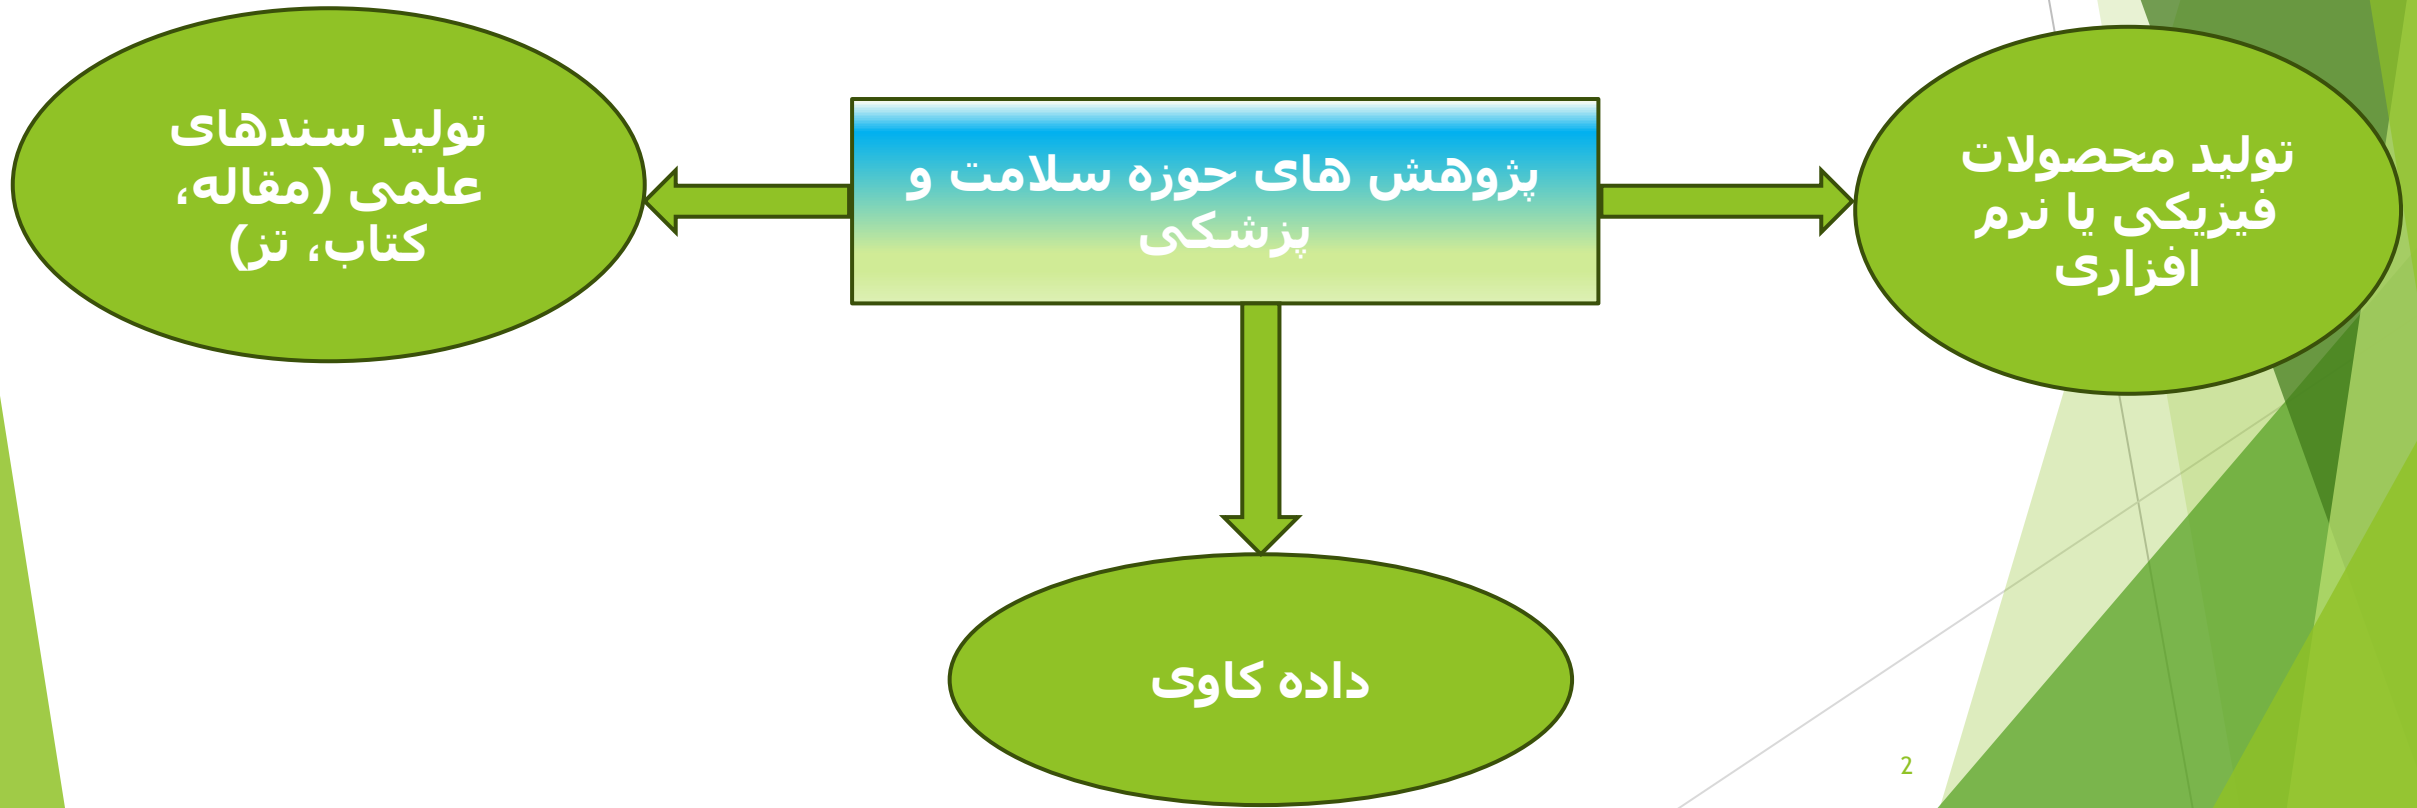 تولید محصولات
فیزیکی یا نرم
افزاری
پژوهش های حوزه سلامت و
پزشکی
تولید سندهای
علمی (مقاله،
کتاب، تز)
داده کاوی
2